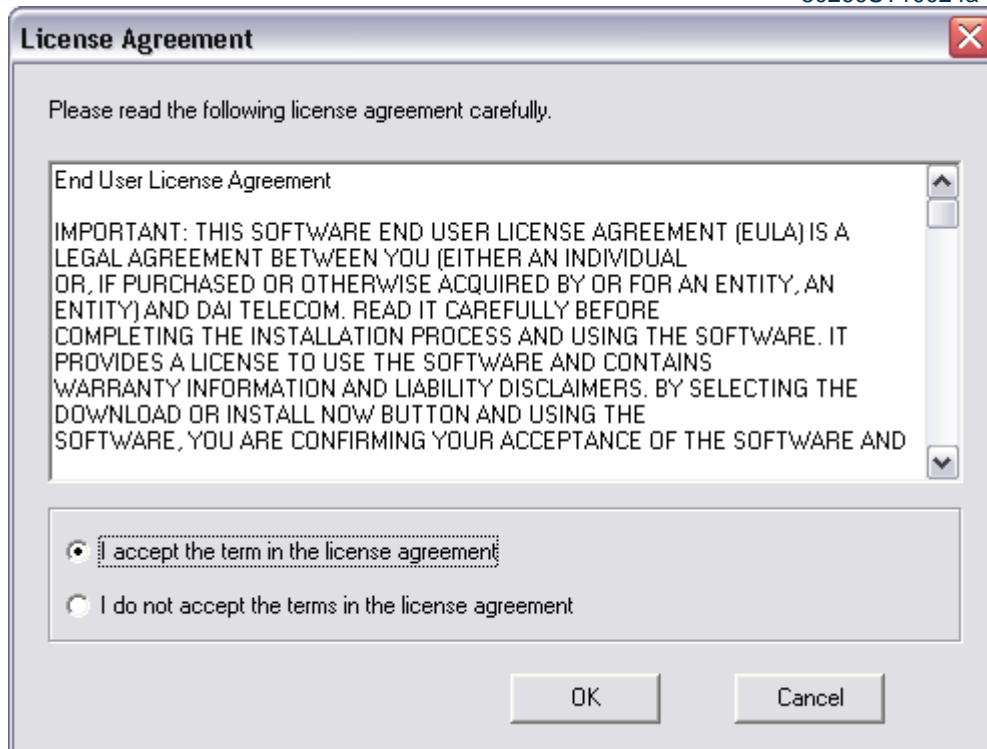 License Agreement
Please read the following license agreement carefully.
End User License Agreement
IMPORTANT: THIS SOFTWARE END USER LICENSE AGREEMENT (EULA) IS A
LEGAL AGREEMENT BETWEEN YOU (EITHER AN INDIVIDUAL
OR, IF PURCHASED OR OTHERWISE ACQUIRED BY OR FOR AN ENTITY, AN
ENTITY) AND DAI TELECOM. READ IT CAREFULLY BEFORE
COMPLETING THE INSTALLATION PROCESS AND USING THE SOFTWARE. IT
PROVIDES A LICENSE TO USE THE SOFTWARE AND CONTAINS
WARRANTY INFORMATION AND LIABILITY DISCLAIMERS. BY SELECTING THE
DOWNLOAD OR INSTALL NOW BUTTON AND USING THE
SOFTWARE, YOU ARE CONFIRMING YOUR ACCEPTANCE OF THE SOFTWARE AND
I accept the term in the license agreement
I do not accept the terms in the license agreement
OK Cancel